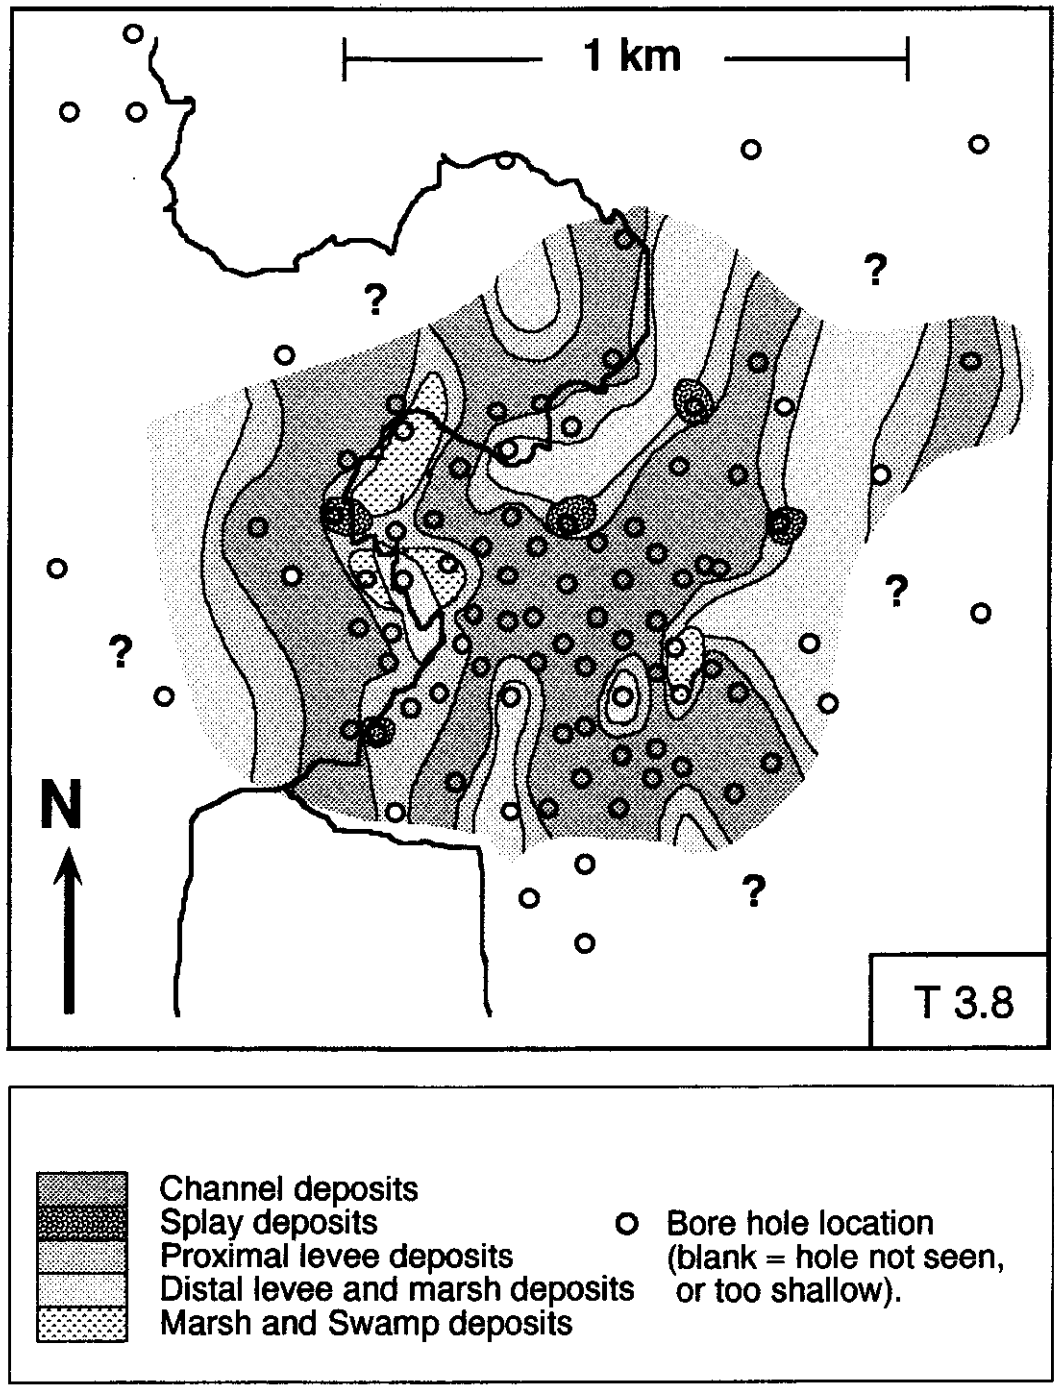 1 km
?
?
?
?
?
N
T 3.8
Channel deposits
Splay deposits
Proximal levee deposits
Distal levee and marsh deposits
Marsh and Swamp deposits
Bore hole location
(blank = hole not seen,
or too shallow).